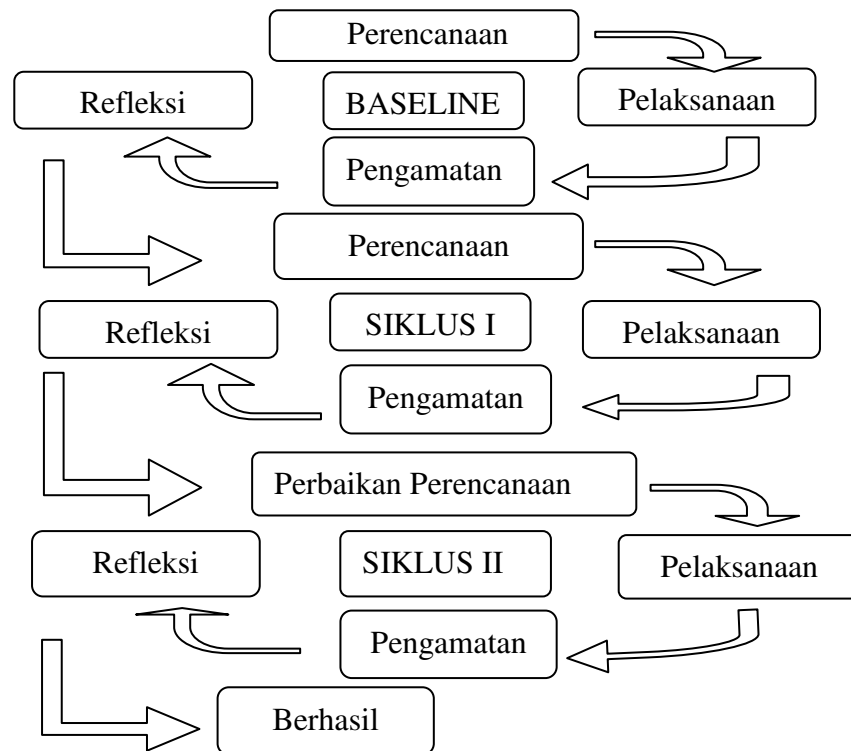 Perencanaan
Refleksi
BASELINE
Pelaksanaan
Pengamatan
Perencanaan
Refleksi
SIKLUS I
Pelaksanaan
Pengamatan
Perbaikan Perencanaan
Refleksi
SIKLUS II
Pelaksanaan
Pengamatan
Berhasil